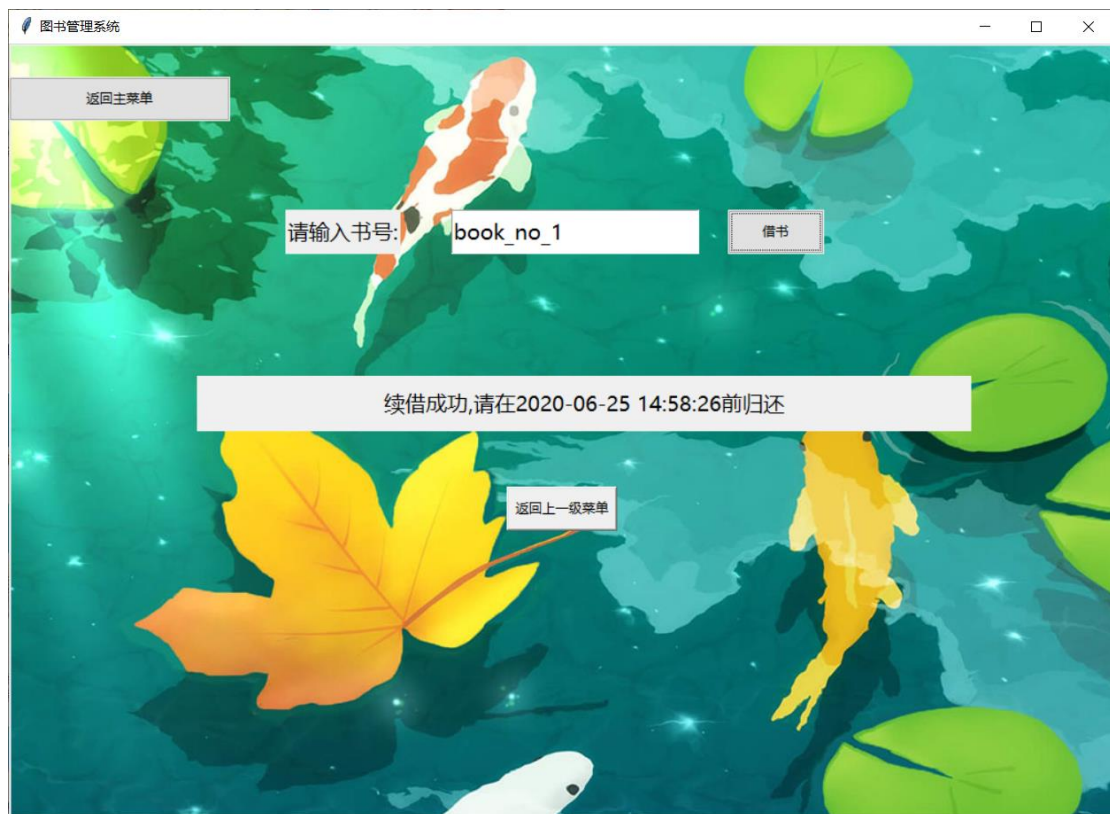 图书管理系统
返回主菜单
请输入书号: book_no_1 借书
续借成功,请在2020-06-25 14:58:26前归还
返回上一级菜单